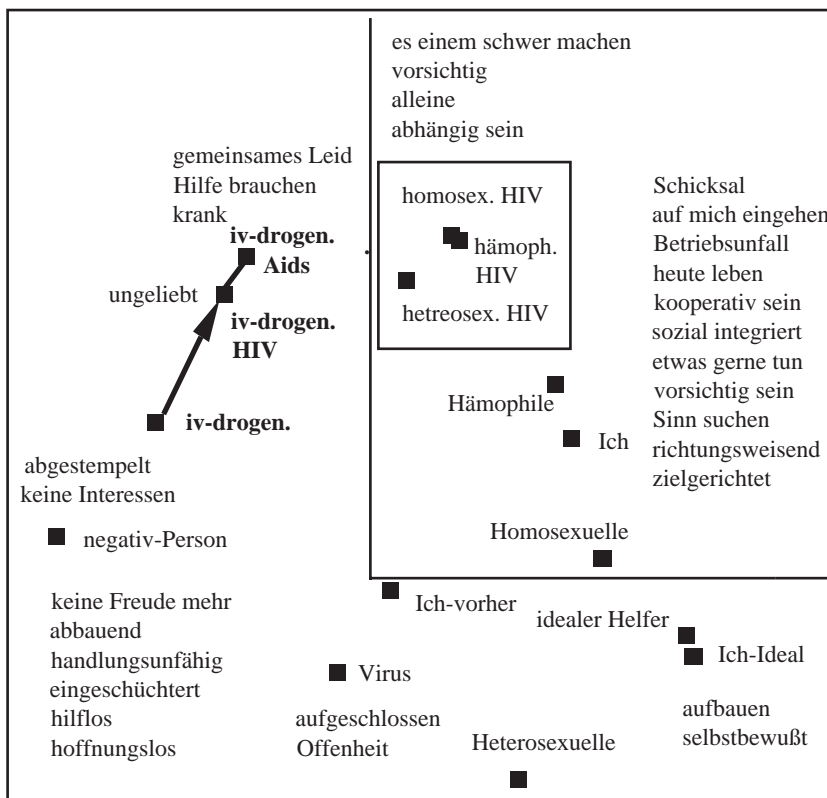 es einem schwer machen
vorsichtig
alleine
abhängig sein
gemeinsames Leid
Hilfe brauchen
krank
iv-drogen.
Aids
ungeliebt
iv-drogen.
HIV
iv-drogen.
homosex. HIV
hämoph.
HIV
hetreosex. HIV
Schicksal
auf mich eingehen
Betriebsunfall
heute leben
kooperativ sein
sozial integriert
etwas gerne tun
vorsichtig sein
Sinn suchen
richtungsweisend
zielgerichtet
Hämophile
Ich
abgestempelt
keine Interessen
negativ-Person
Homosexuelle
keine Freude mehr
abbauend
handlungsunfähig
eingeschüchtert
hilflos
hoffnungslos
Ich-vorher
idealer Helfer
Ich-Ideal
Virus
aufgeschlossen
Offenheit
Heterosexuelle
aufbauen
selbstbewußt